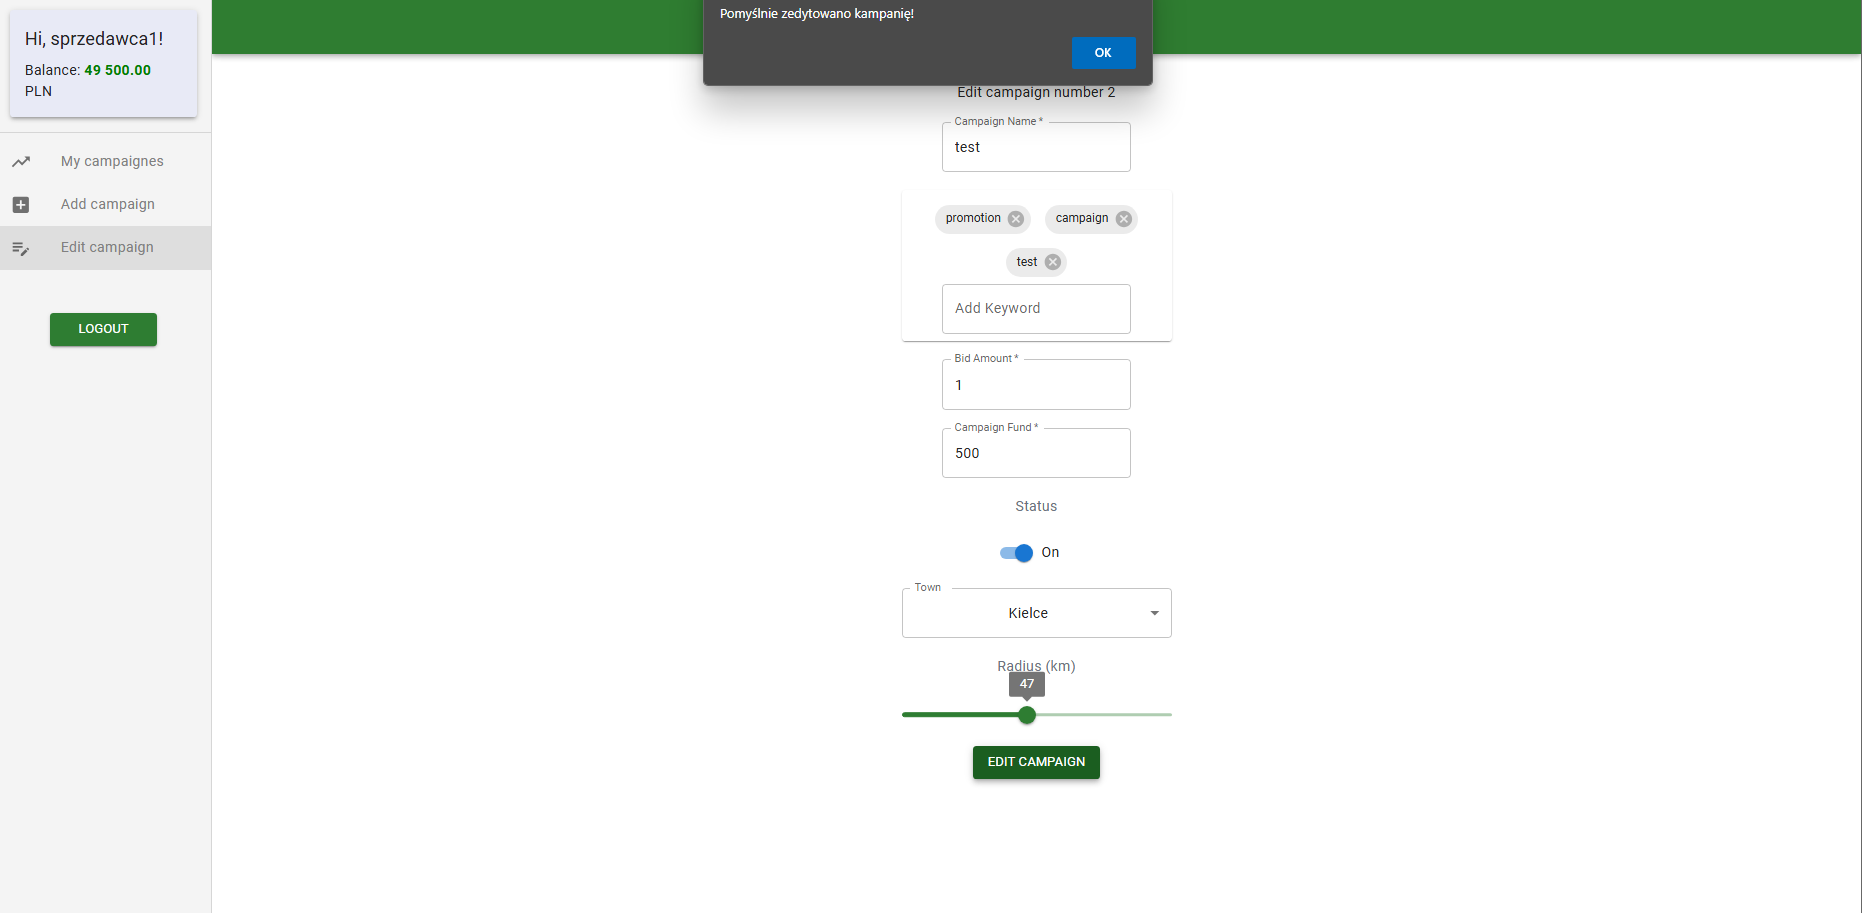 Pomyślnie zedytowano kampanię!
OK
Hi, sprzedawca1!
Balance: 49 500.00
PLN
My campaignes
Add campaign
Edit campaign
LOGOUT
Edit campaign number 2
Campaign Name *
test
promotion campaign
test
Add Keyword
Bid Amount *
1
Campaign Fund *
500
Status
On
Town
Kielce
Radius (km)
47
EDIT CAMPAIGN